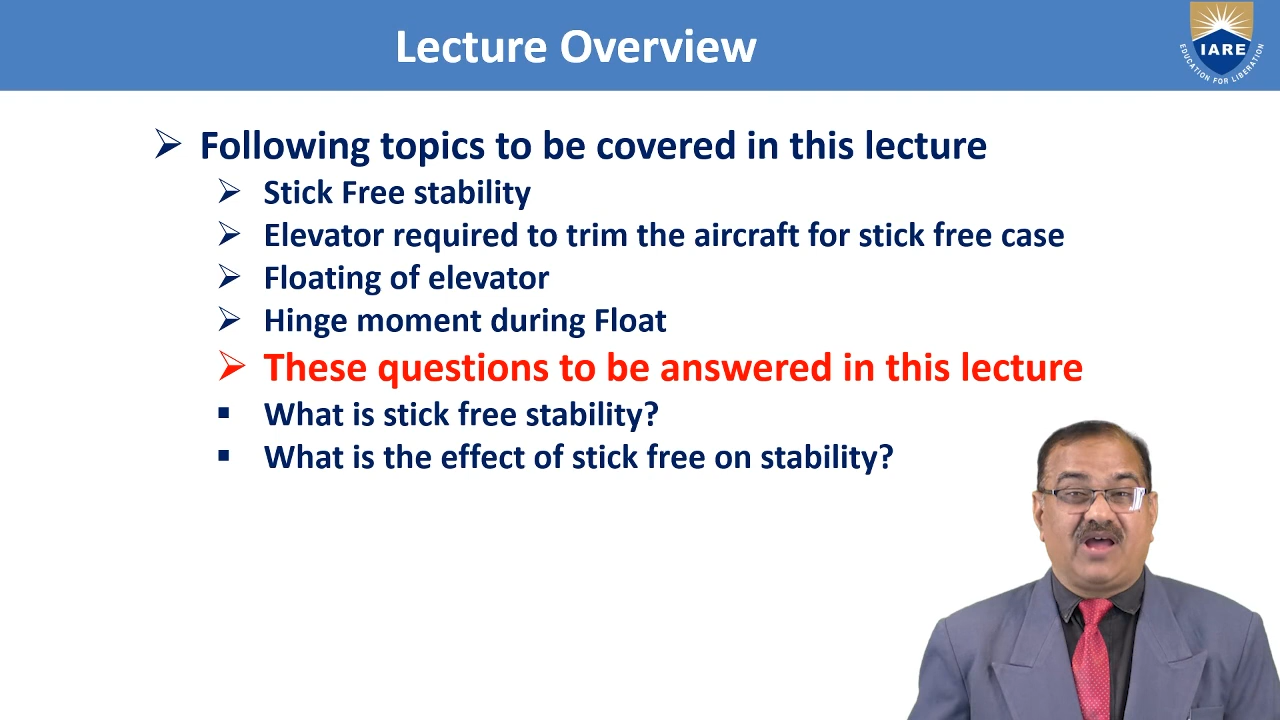 Lecture Overview
IARE
EDUCATION FOR LIBERATION
Following topics to be covered in this lecture
Stick Free stability
Elevator required to trim the aircraft for stick free case
Floating of elevator
Hinge moment during Float
These questions to be answered in this lecture
What is stick free stability?
What is the effect of stick free on stability?